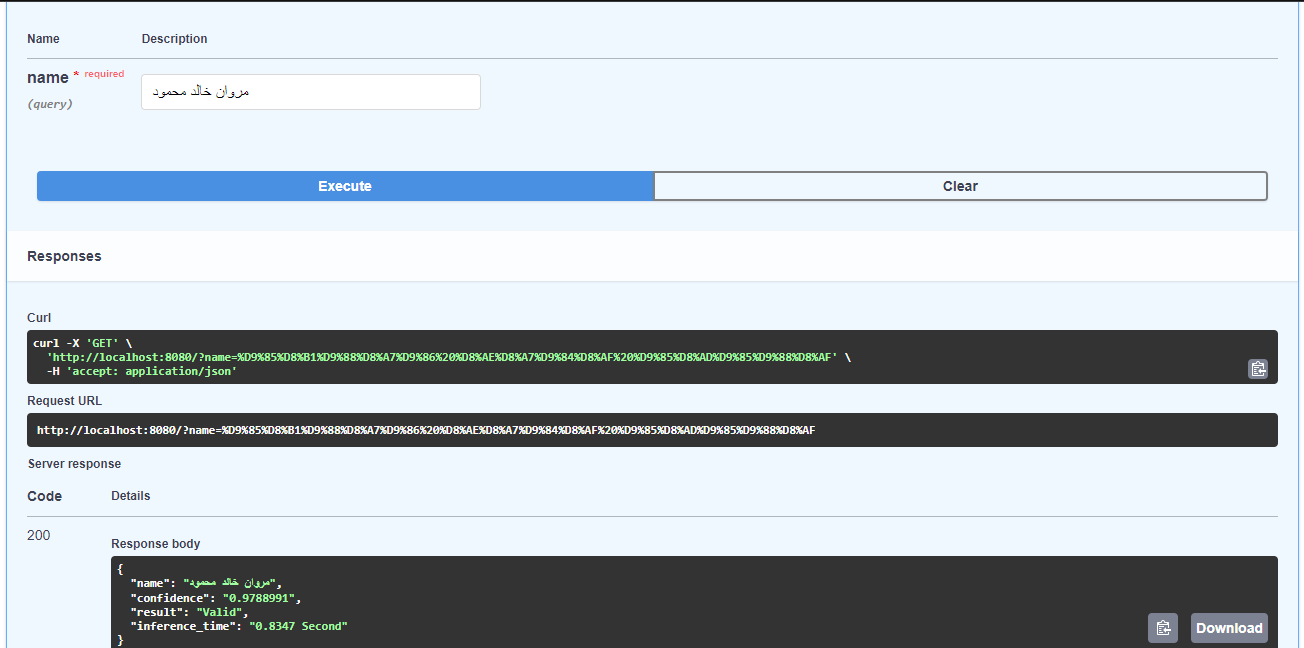 Name Description
name * required
(query)
مروان خالد محمود
Execute Clear
Responses
Curl
curl -X 'GET' \
'http://localhost:8080/?name=%D9%85%D8%B1%D9%88%D8%A7%D9%86%20%D8%AE%D8%A7%D9%84%D8%AF%20%D9%85%D8%AD%D9%85%D9%88%D8%AF' \
-H 'accept: application/json'
Request URL
http://localhost:8080/?name=%D9%85%D8%B1%D9%88%D8%A7%D9%86%20%D8%AE%D8%A7%D9%84%D8%AF%20%D9%85%D8%AD%D9%85%D9%88%D8%AF
Server response
Code Details
200
Response body
{
"name": "مروان خالد محمود",
"confidence": "0.9788991",
"result": "Valid",
"inference_time": "0.8347 Second"
}
Download